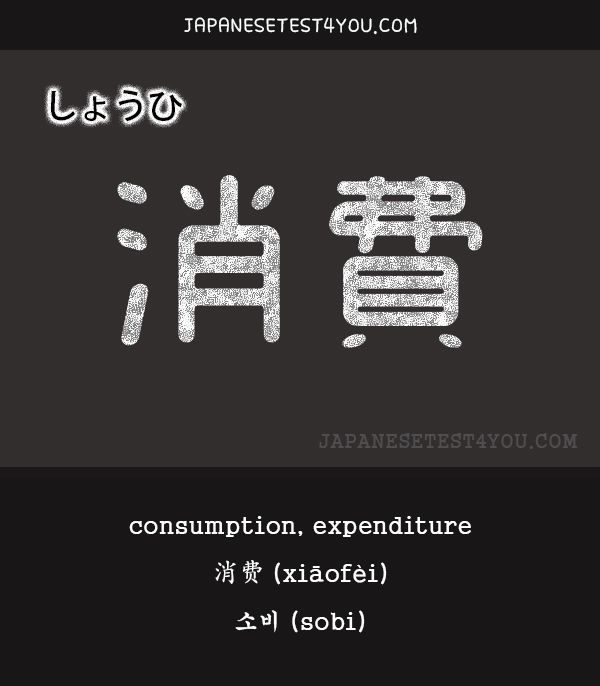 JAPANESETEST4YOU.COM
しょうひ
消費
JAPANESETEST4YOU.COM
consumption, expenditure
消费 (xiāofèi)
소비 (sobi)